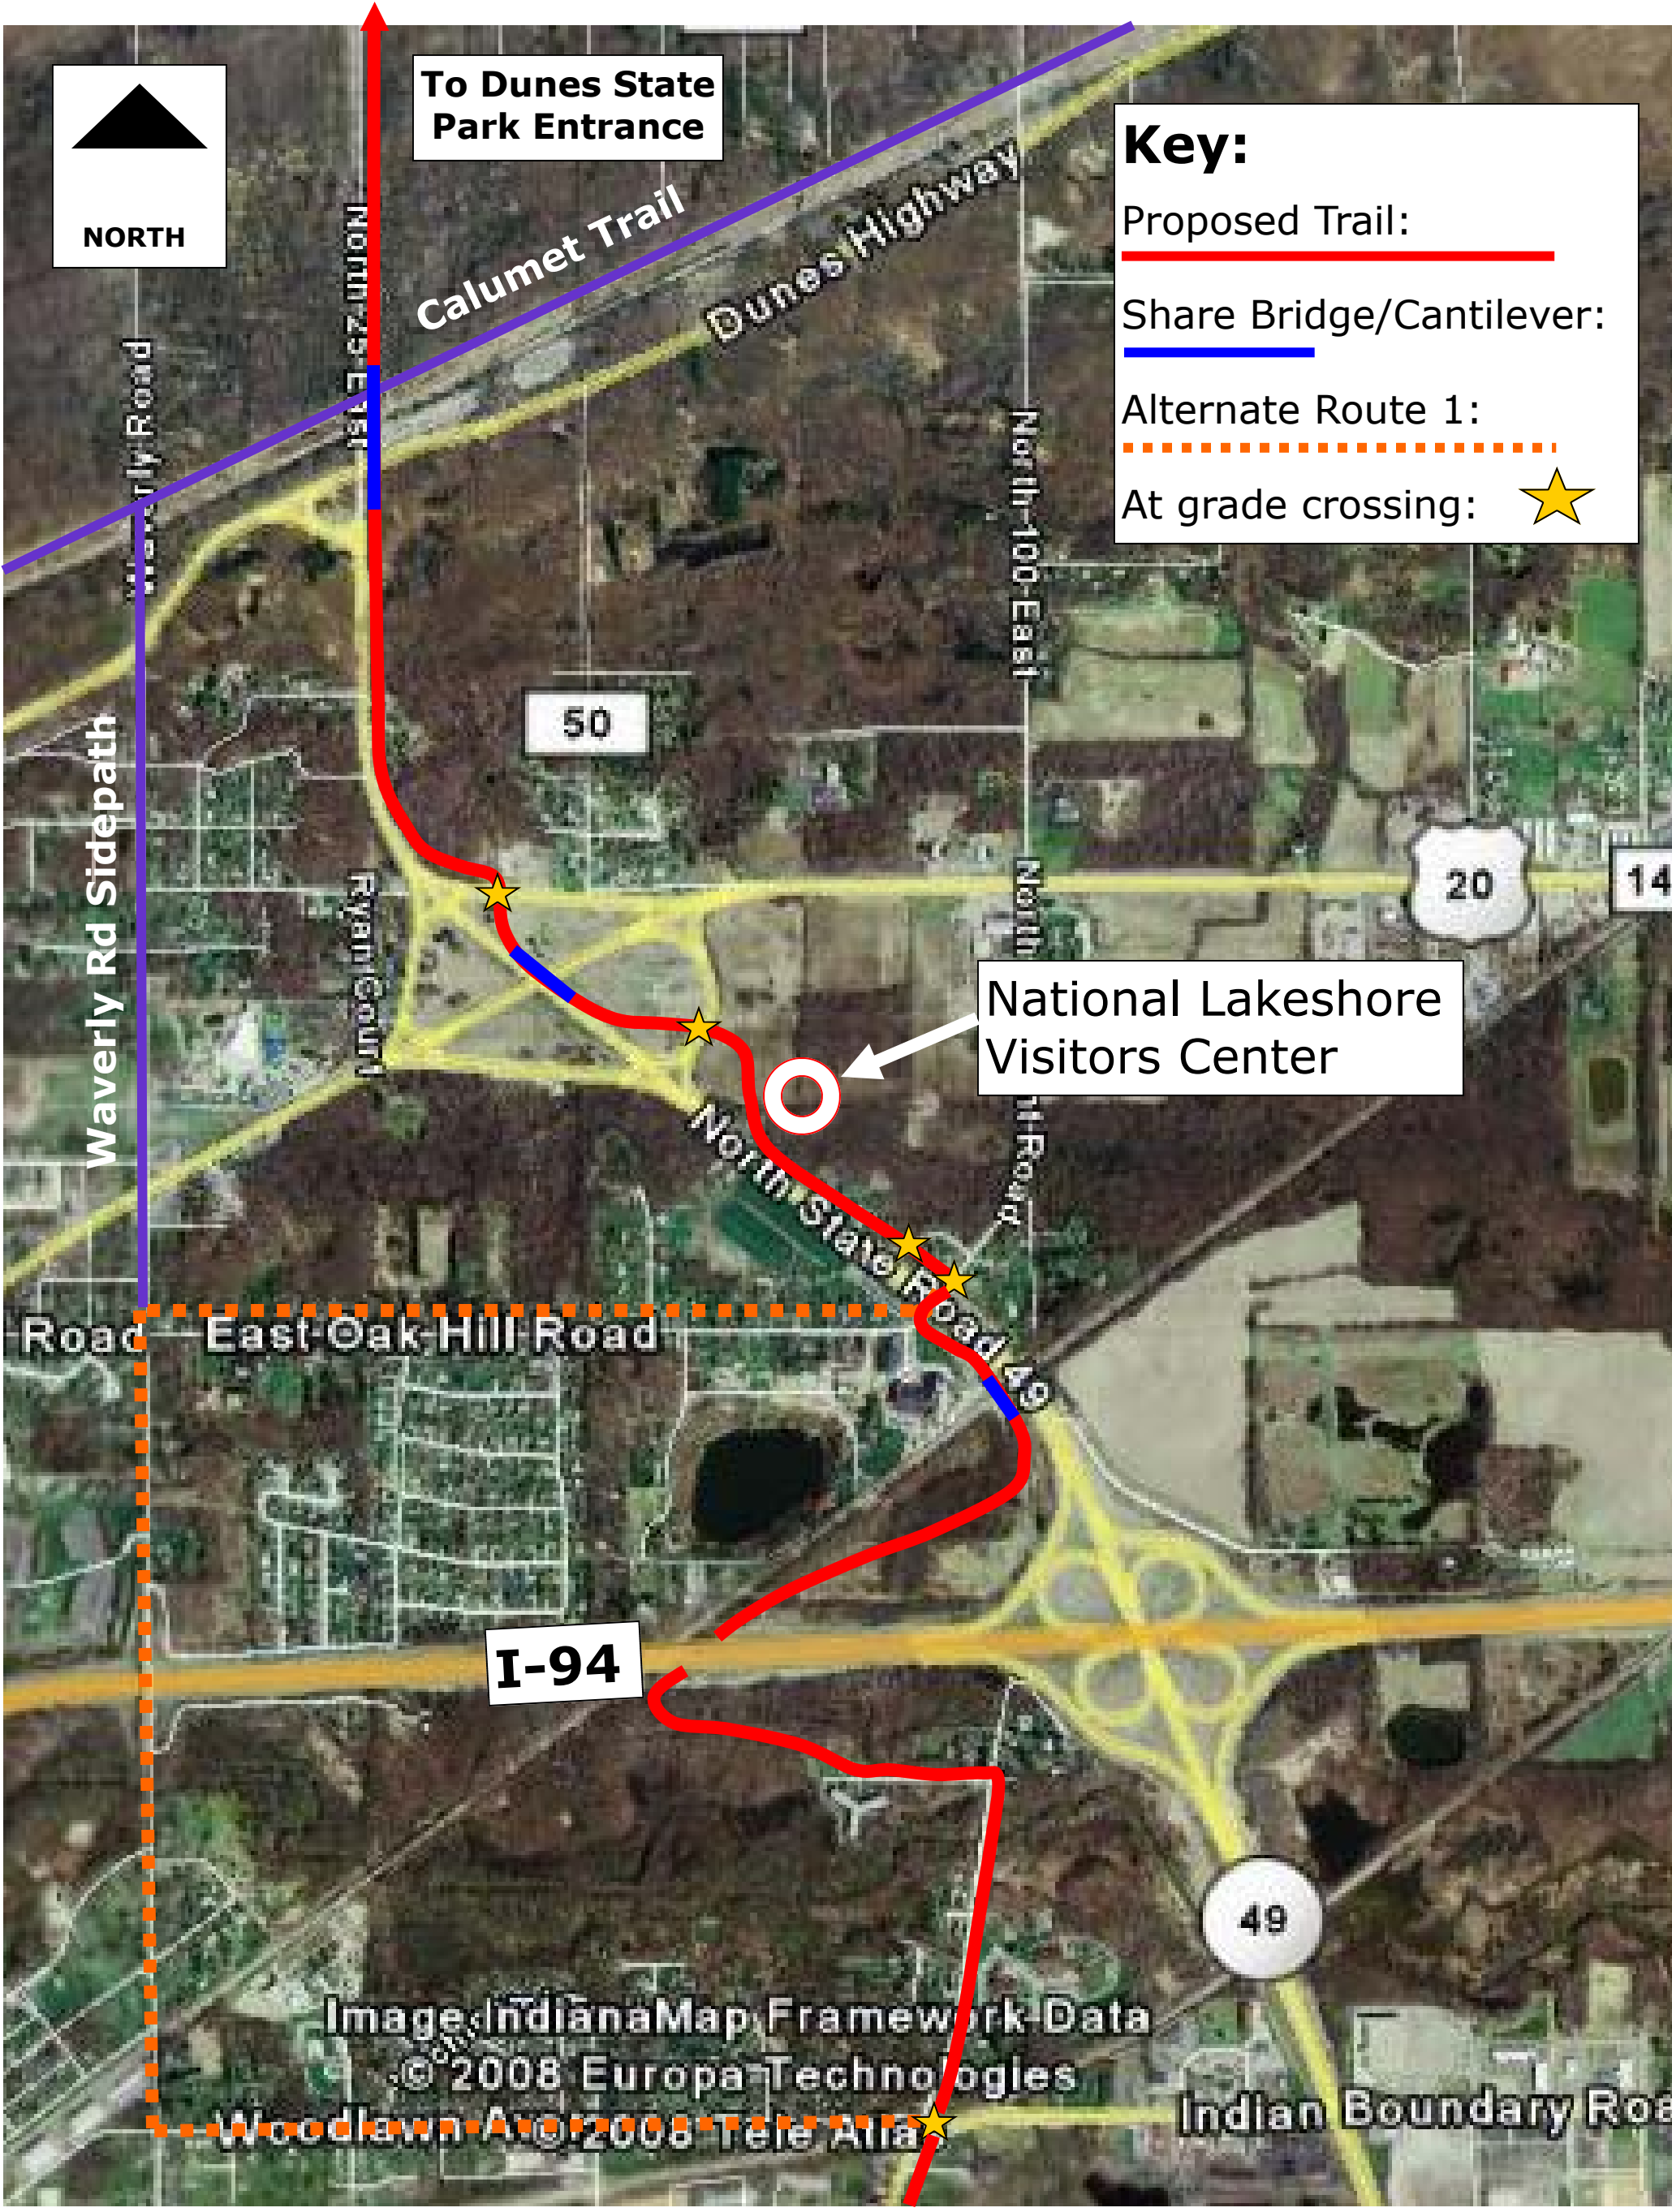 To Dunes State
Park Entrance
NORTH
Key:
Proposed Trail:
Share Bridge/Cantilever:
Alternate Route 1:
At grade crossing:
Calumet Trail
Dunes Highway
North 25 East
Waverly Road
North 100 East
50
Waverly Rd Sidepath
20
14
North
Ryan Court
National Lakeshore
Visitors Center
Road
North State Road 49
Road
East Oak Hill Road
I-94
49
Image IndianaMap Framework Data
© 2008 Europa Technologies
Indian Boundary Roa
© 2008 Tele Atlas